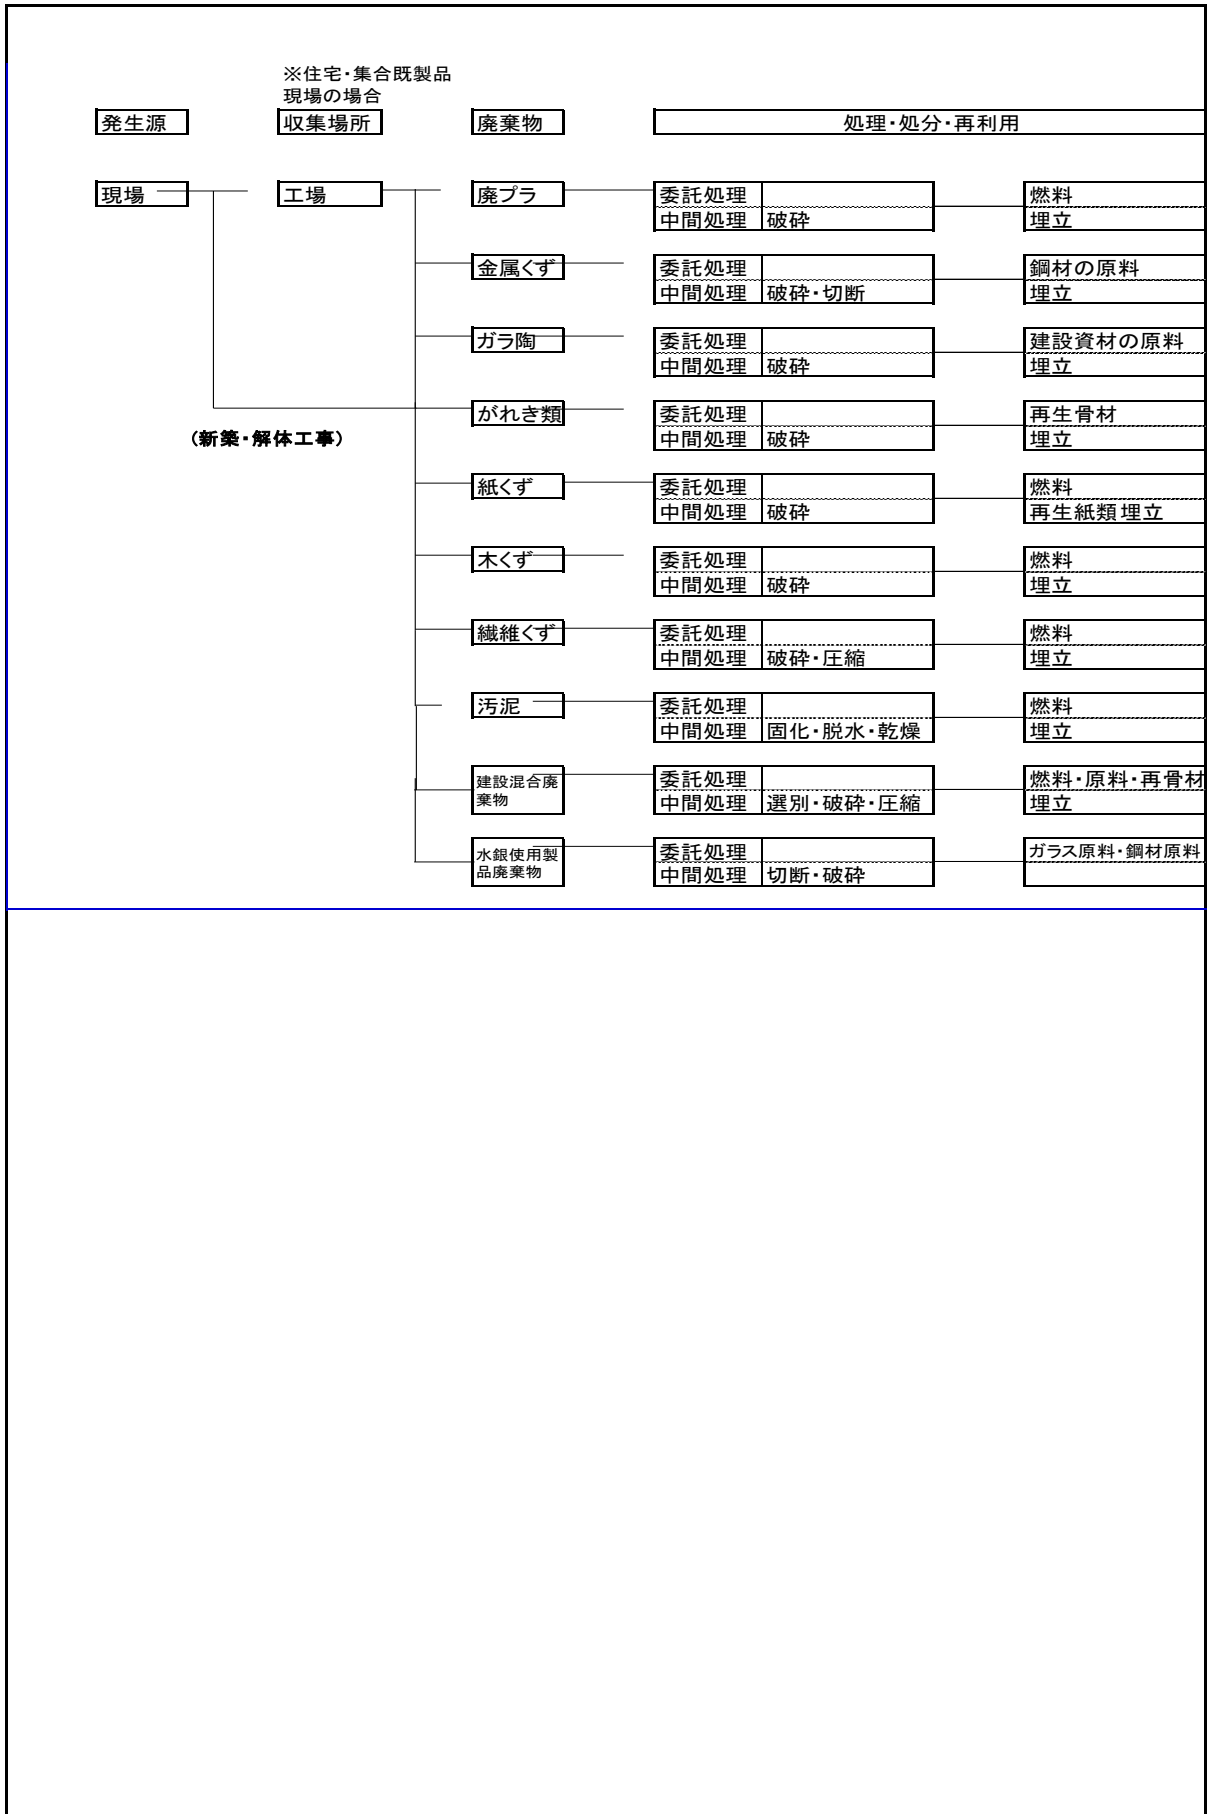 ※住宅・集合既製品
現場の場合
発生源 収集場所 廃棄物 処理・処分・再利用
現場 工場 廃プラ 委託処理 燃料
中間処理 破砕 埋立
金属くず 委託処理 鋼材の原料
中間処理 破砕・切断 埋立
ガラ陶 委託処理 建設資材の原料
中間処理 破砕 埋立
がれき類 委託処理 再生骨材
(新築・解体工事) 中間処理 破砕 埋立
紙くず 委託処理 燃料
中間処理 破砕 再生紙類 埋立
木くず 委託処理 燃料
中間処理 破砕 埋立
繊維くず 委託処理 燃料
中間処理 破砕・圧縮 埋立
汚泥 委託処理 燃料
中間処理 固化・脱水・乾燥 埋立
建設混合廃 委託処理 燃料・原料・再骨材
棄物 中間処理 選別・破砕・圧縮 埋立
水銀使用製 委託処理 ガラス原料・鋼材原料
品廃棄物 中間処理 切断・破砕